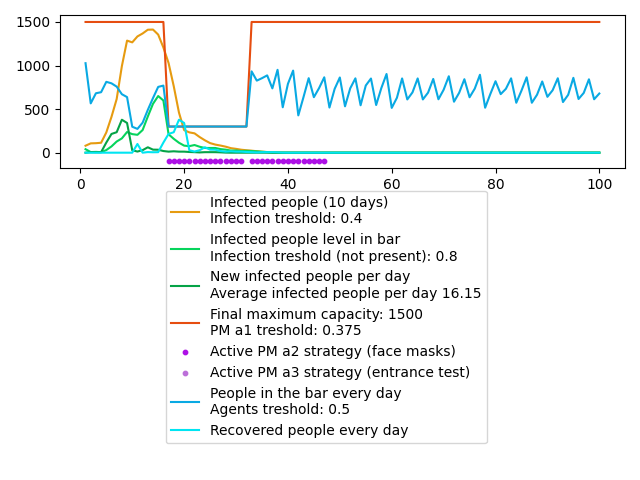 1500
1000
500
0
0
20
40
60
80
100
Infected people (10 days)
Infection treshold: 0.4
Infected people level in bar
Infection treshold (not present): 0.8
New infected people per day
Average infected people per day 16.15
Final maximum capacity: 1500
PM a1 treshold: 0.375
Active PM a2 strategy (face masks)
Active PM a3 strategy (entrance test)
People in the bar every day
Agents treshold: 0.5
Recovered people every day